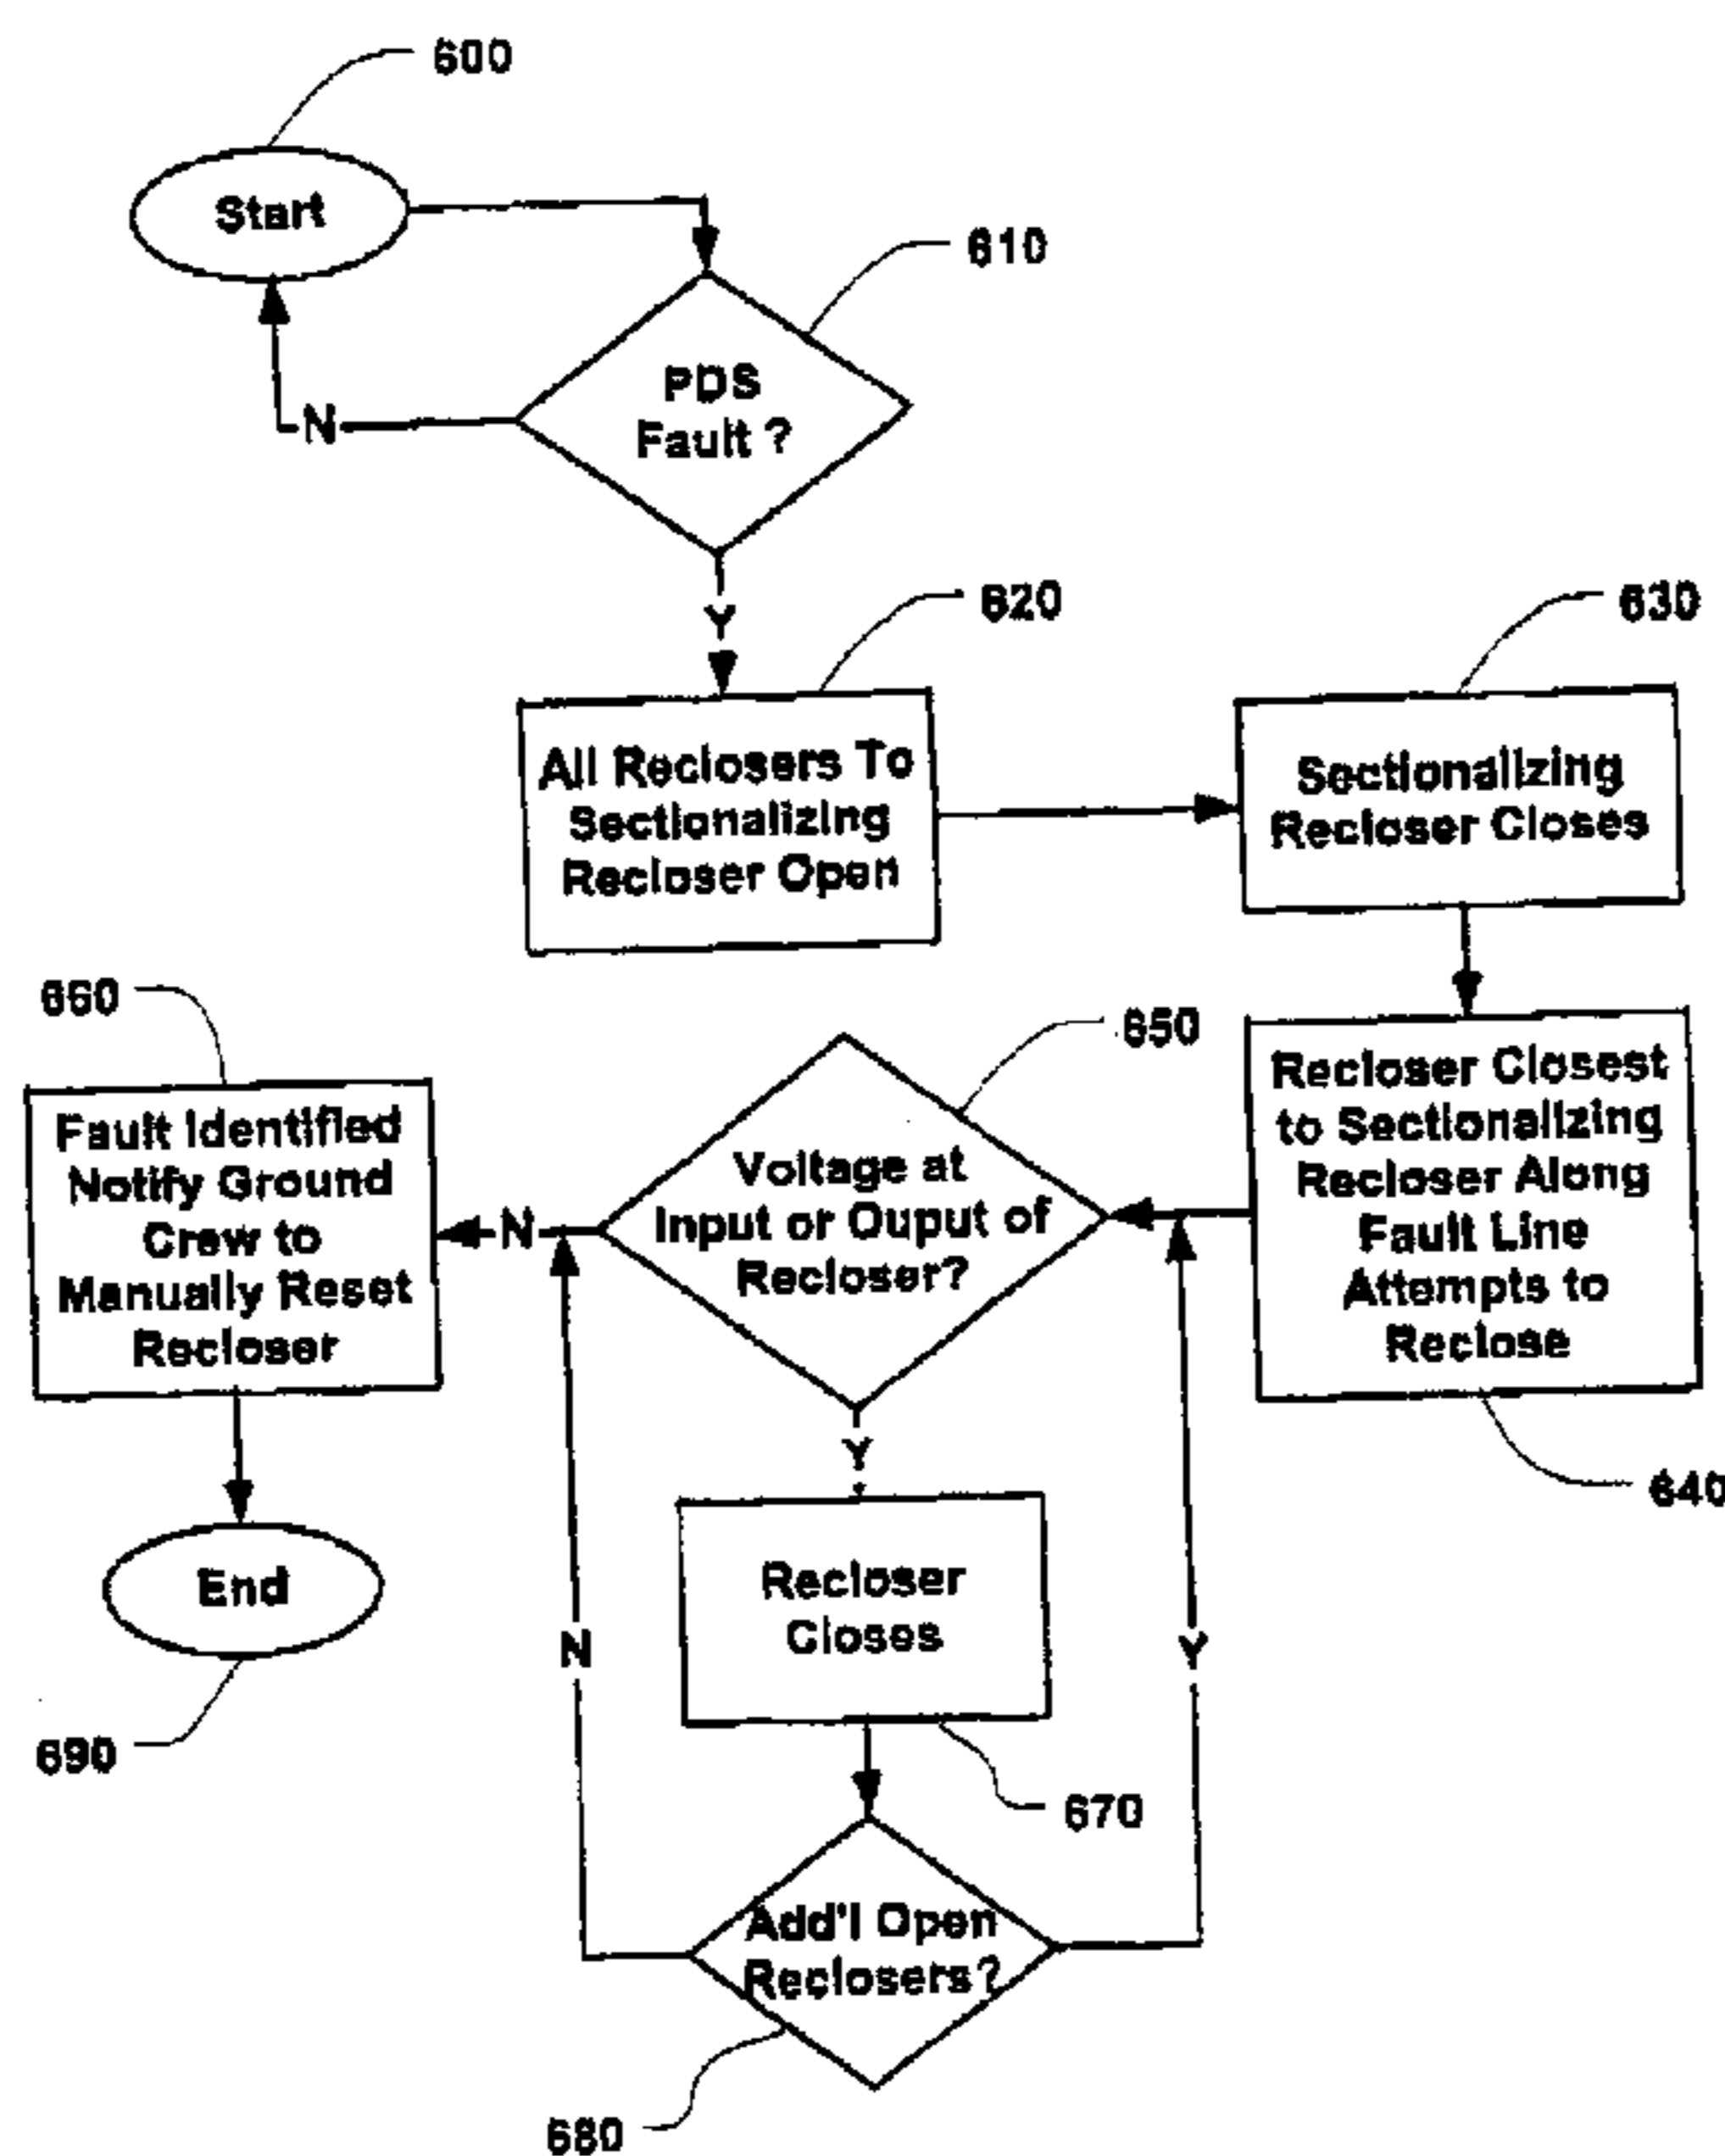 600
Start
610
PDS
Fault ?
N
Y
620
All Reclosers To
Sectionalizing
Recloser Open
630
Sectionalizing
Recloser Closes
640
Recloser Closest
to Sectionalizing
Recloser Along
Fault Line
Attempts to
Reclose
650
Voltage at
Input or Ouput of
Recloser?
N
Y
660
Fault Identified
Notify Ground
Crew to
Manually Reset
Recloser
End
690
Recloser
Closes
670
N
Y
Add'l Open
Reclosers?
680